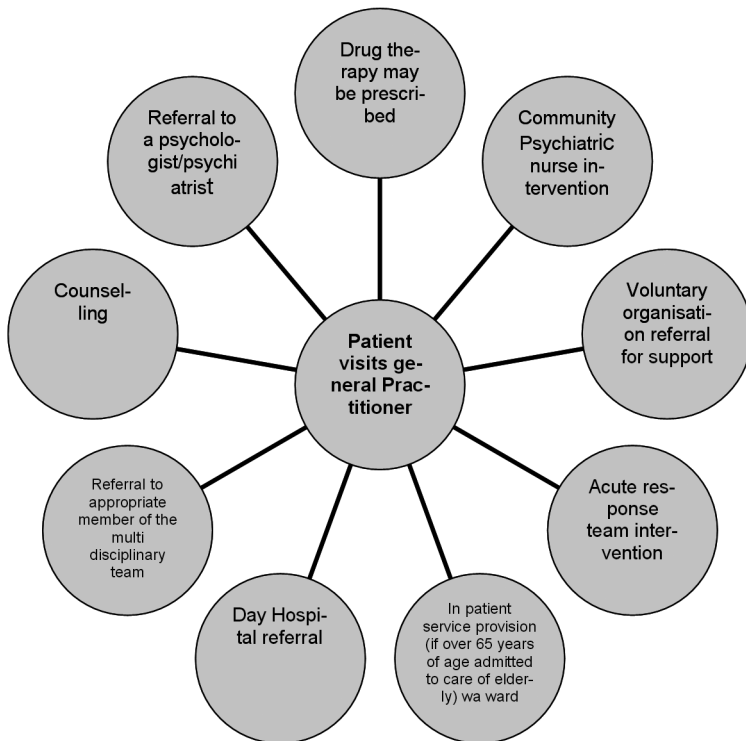 Drug the-
rapy may
be prescri-
bed
Community
Psychiatric
nurse in-
tervention
Voluntary
organisati-
on referral
for support
Acute res-
ponse
team inter-
vention
In patient
service provision
(if over 65 years
of age admitted
to care of elder-
ly) wa ward
Day Hospi-
tal referral
Referral to
appropriate
member of the
multi
disciplinary
team
Counsel-
ling
Referral to
a psycholo-
gist/psychi
atrist
Patient
visits ge-
neral Prac-
titioner